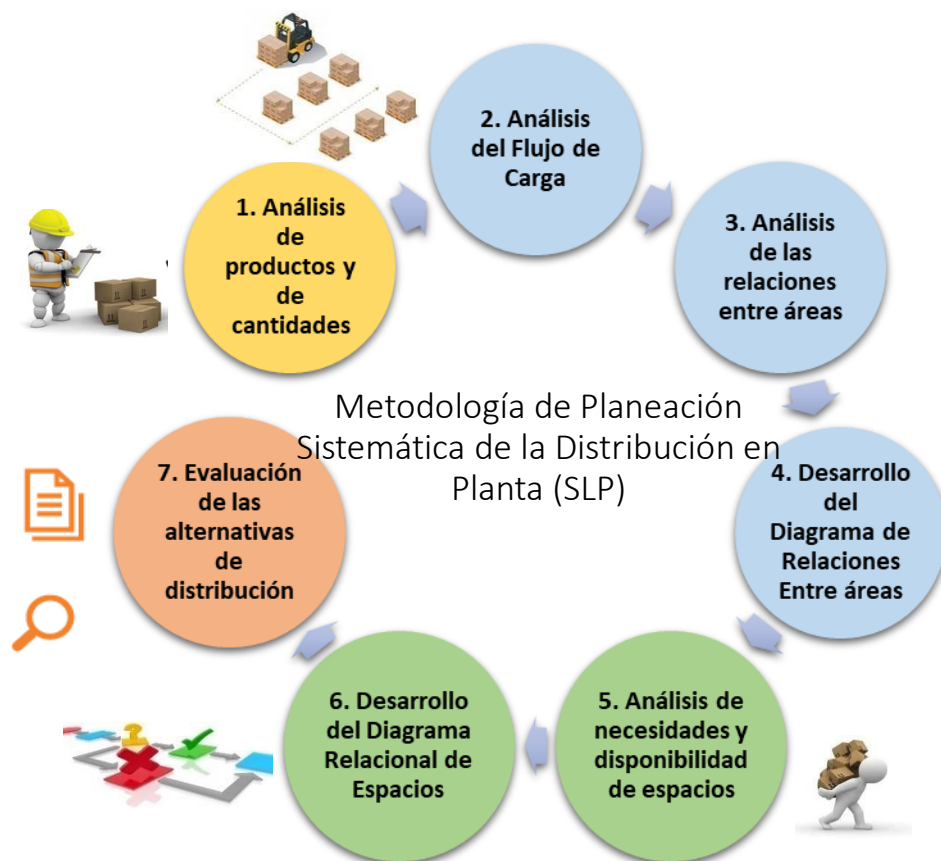 1. Análisis
de
productos y
de
cantidades
2. Análisis
del Flujo de
Carga
3. Análisis
de las
relaciones
entre áreas
Metodología de Planeación
Sistemática de la Distribución en
Planta (SLP)
4. Desarrollo
del
Diagrama de
Relaciones
Entre áreas
5. Análisis de
necesidades y
disponibilidad
de espacios
6. Desarrollo
del Diagrama
Relacional de
Espacios
7. Evaluación
de las
alternativas
de
distribución